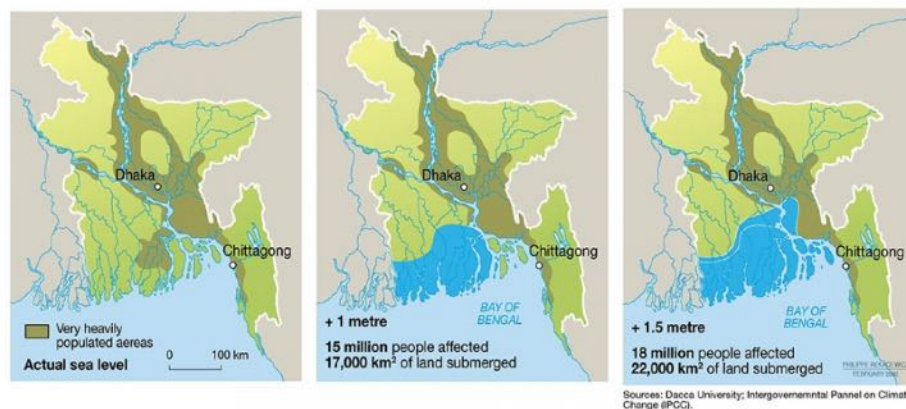 Dhaka
Chittagong
Very heavily
populated aereas
Actual sea level
0 100 km
Dhaka
Chittagong
BAY OF
BENGAL
+ 1 metre
15 million people affected
17,000 km² of land submerged
Dhaka
Chittagong
BAY OF
BENGAL
+ 1.5 metre
18 million people affected
22,000 km² of land submerged
Sources: Dacca University; Intergovernemntal Pannel on Climat
Change (IPCC).